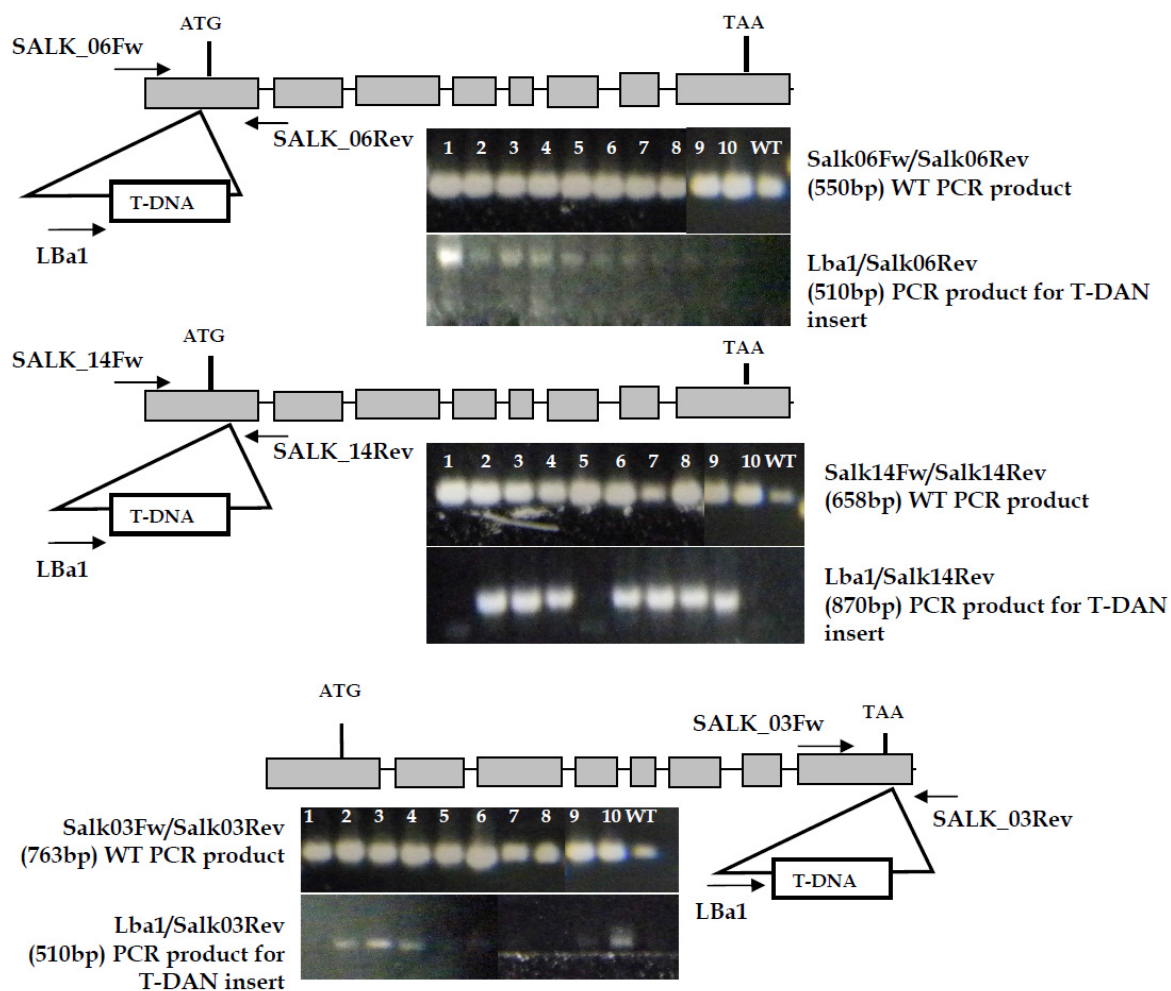 ATG
TAA
SALK_06Fw
SALK_06Rev
T-DNA
LBa1
1 2 3 4 5 6 7 8 9 10 WT
Salk06Fw/Salk06Rev
(550bp) WT PCR product
Lba1/Salk06Rev
(510bp) PCR product for T-DAN
insert
ATG
TAA
SALK_14Fw
SALK_14Rev
T-DNA
LBa1
1 2 3 4 5 6 7 8 9 10 WT
Salk14Fw/Salk14Rev
(658bp) WT PCR product
Lba1/Salk14Rev
(870bp) PCR product for T-DAN
insert
ATG
SALK_03Fw
TAA
SALK_03Rev
T-DNA
LBa1
1 2 3 4 5 6 7 8 9 10 WT
Salk03Fw/Salk03Rev
(763bp) WT PCR product
Lba1/Salk03Rev
(510bp) PCR product for
T-DAN insert